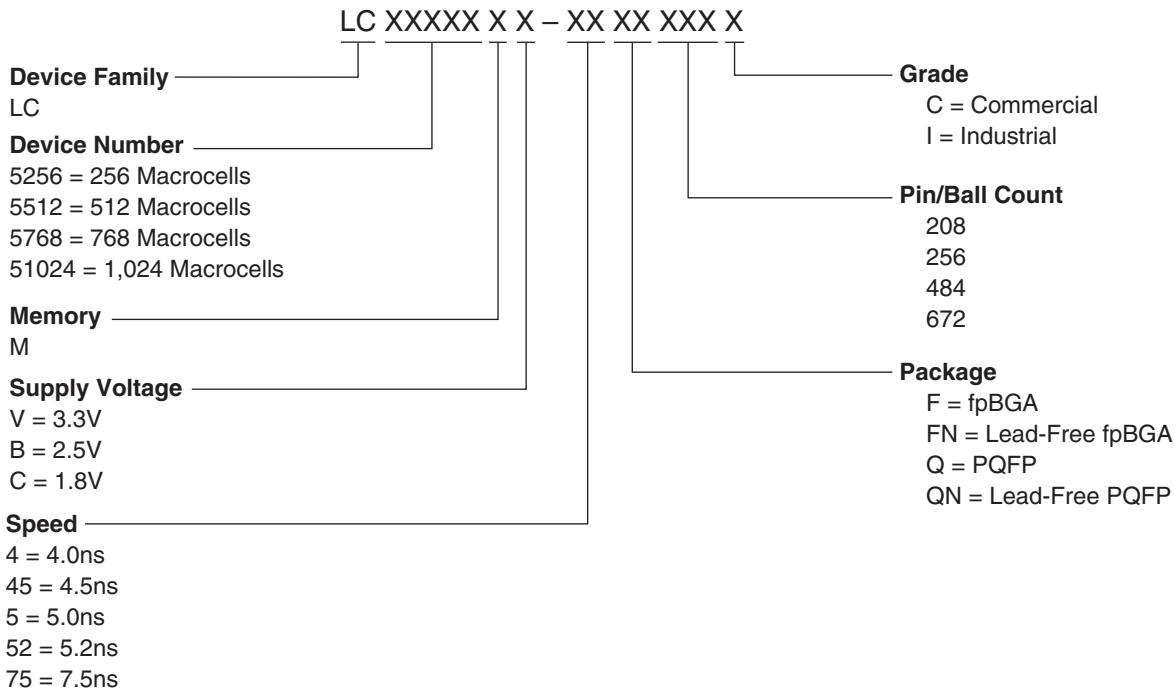 LC XXXXX X X – XX XX XXX X
Device Family
LC
Device Number
5256 = 256 Macrocells
5512 = 512 Macrocells
5768 = 768 Macrocells
51024 = 1,024 Macrocells
Memory
M
Supply Voltage
V = 3.3V
B = 2.5V
C = 1.8V
Speed
4 = 4.0ns
45 = 4.5ns
5 = 5.0ns
52 = 5.2ns
75 = 7.5ns
Grade
C = Commercial
I = Industrial
Pin/Ball Count
208
256
484
672
Package
F = fpBGA
FN = Lead-Free fpBGA
Q = PQFP
QN = Lead-Free PQFP